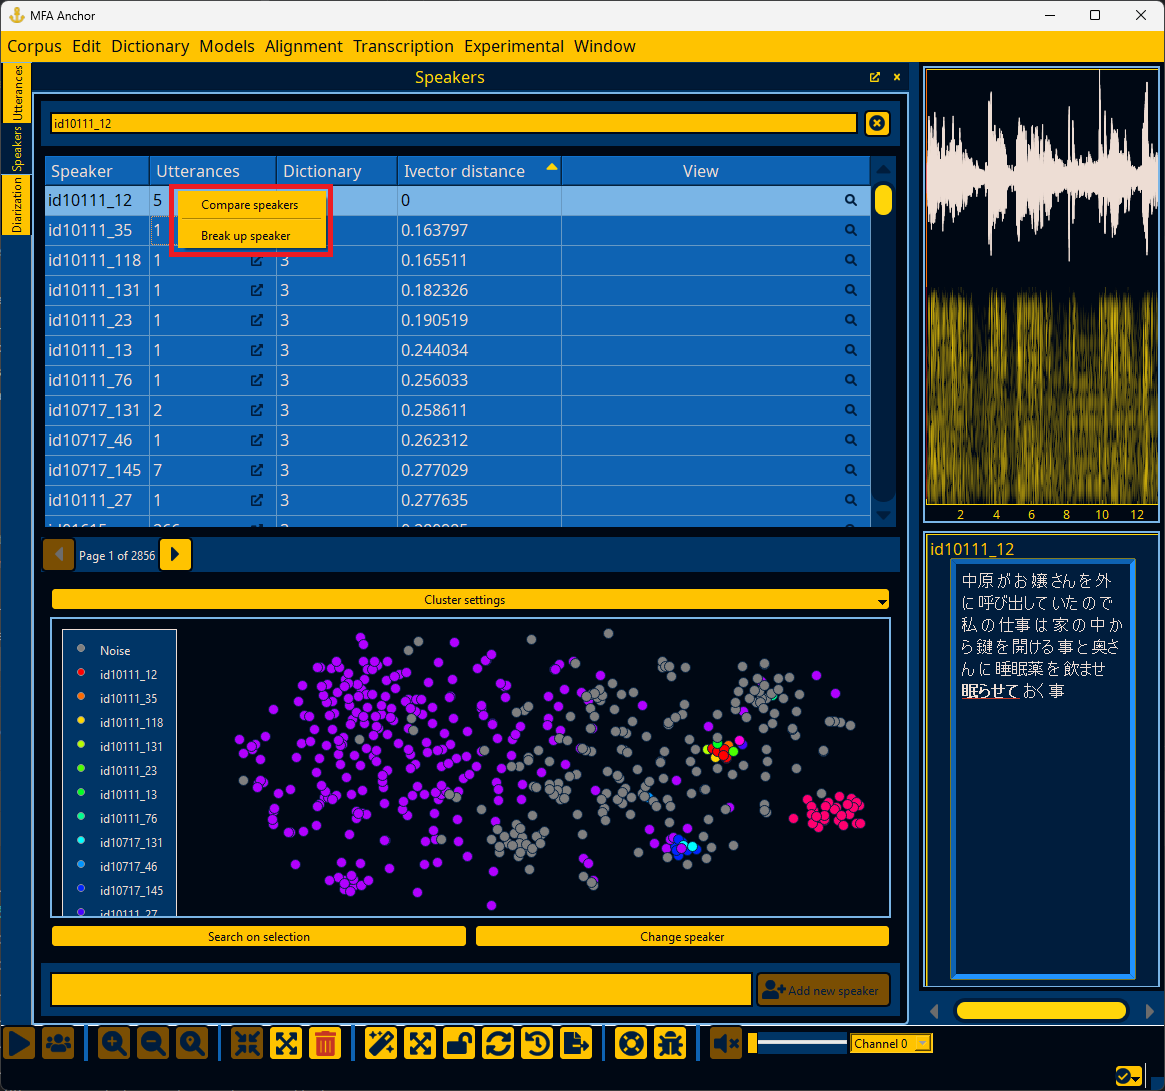 MFA Anchor
Corpus Edit Dictionary Models Alignment Transcription Experimental Window
Utterances
Speakers
Diarization
Speakers
id10111_12
Speaker Utterances Dictionary Ivector distance View
id10111_12 5 0
Compare speakers
id10111_35 1 0.163797
Break up speaker
id10111_118 1 3 0.165511
id10111_131 1 3 0.182326
id10111_23 1 3 0.190519
id10111_13 1 3 0.244034
id10111_76 1 3 0.256033
id10717_131 2 3 0.258611
id10717_46 1 3 0.262312
id10717_145 7 3 0.277029
id10111_27 1 3 0.277635
Page 1 of 2856
Cluster settings
Noise
id10111_12
id10111_35
id10111_118
id10111_131
id10111_23
id10111_13
id10111_76
id10717_131
id10717_46
id10717_145
id10111_27
Search on selection Change speaker
Add new speaker
2 4 6 8 10 12
id10111_12
中原がお嬢さんを外
に呼び出していたので
私の仕事は家の中か
ら鍵を開ける事と奥さ
んに睡眠薬を飲ませ
眠らせておく事
Channel 0